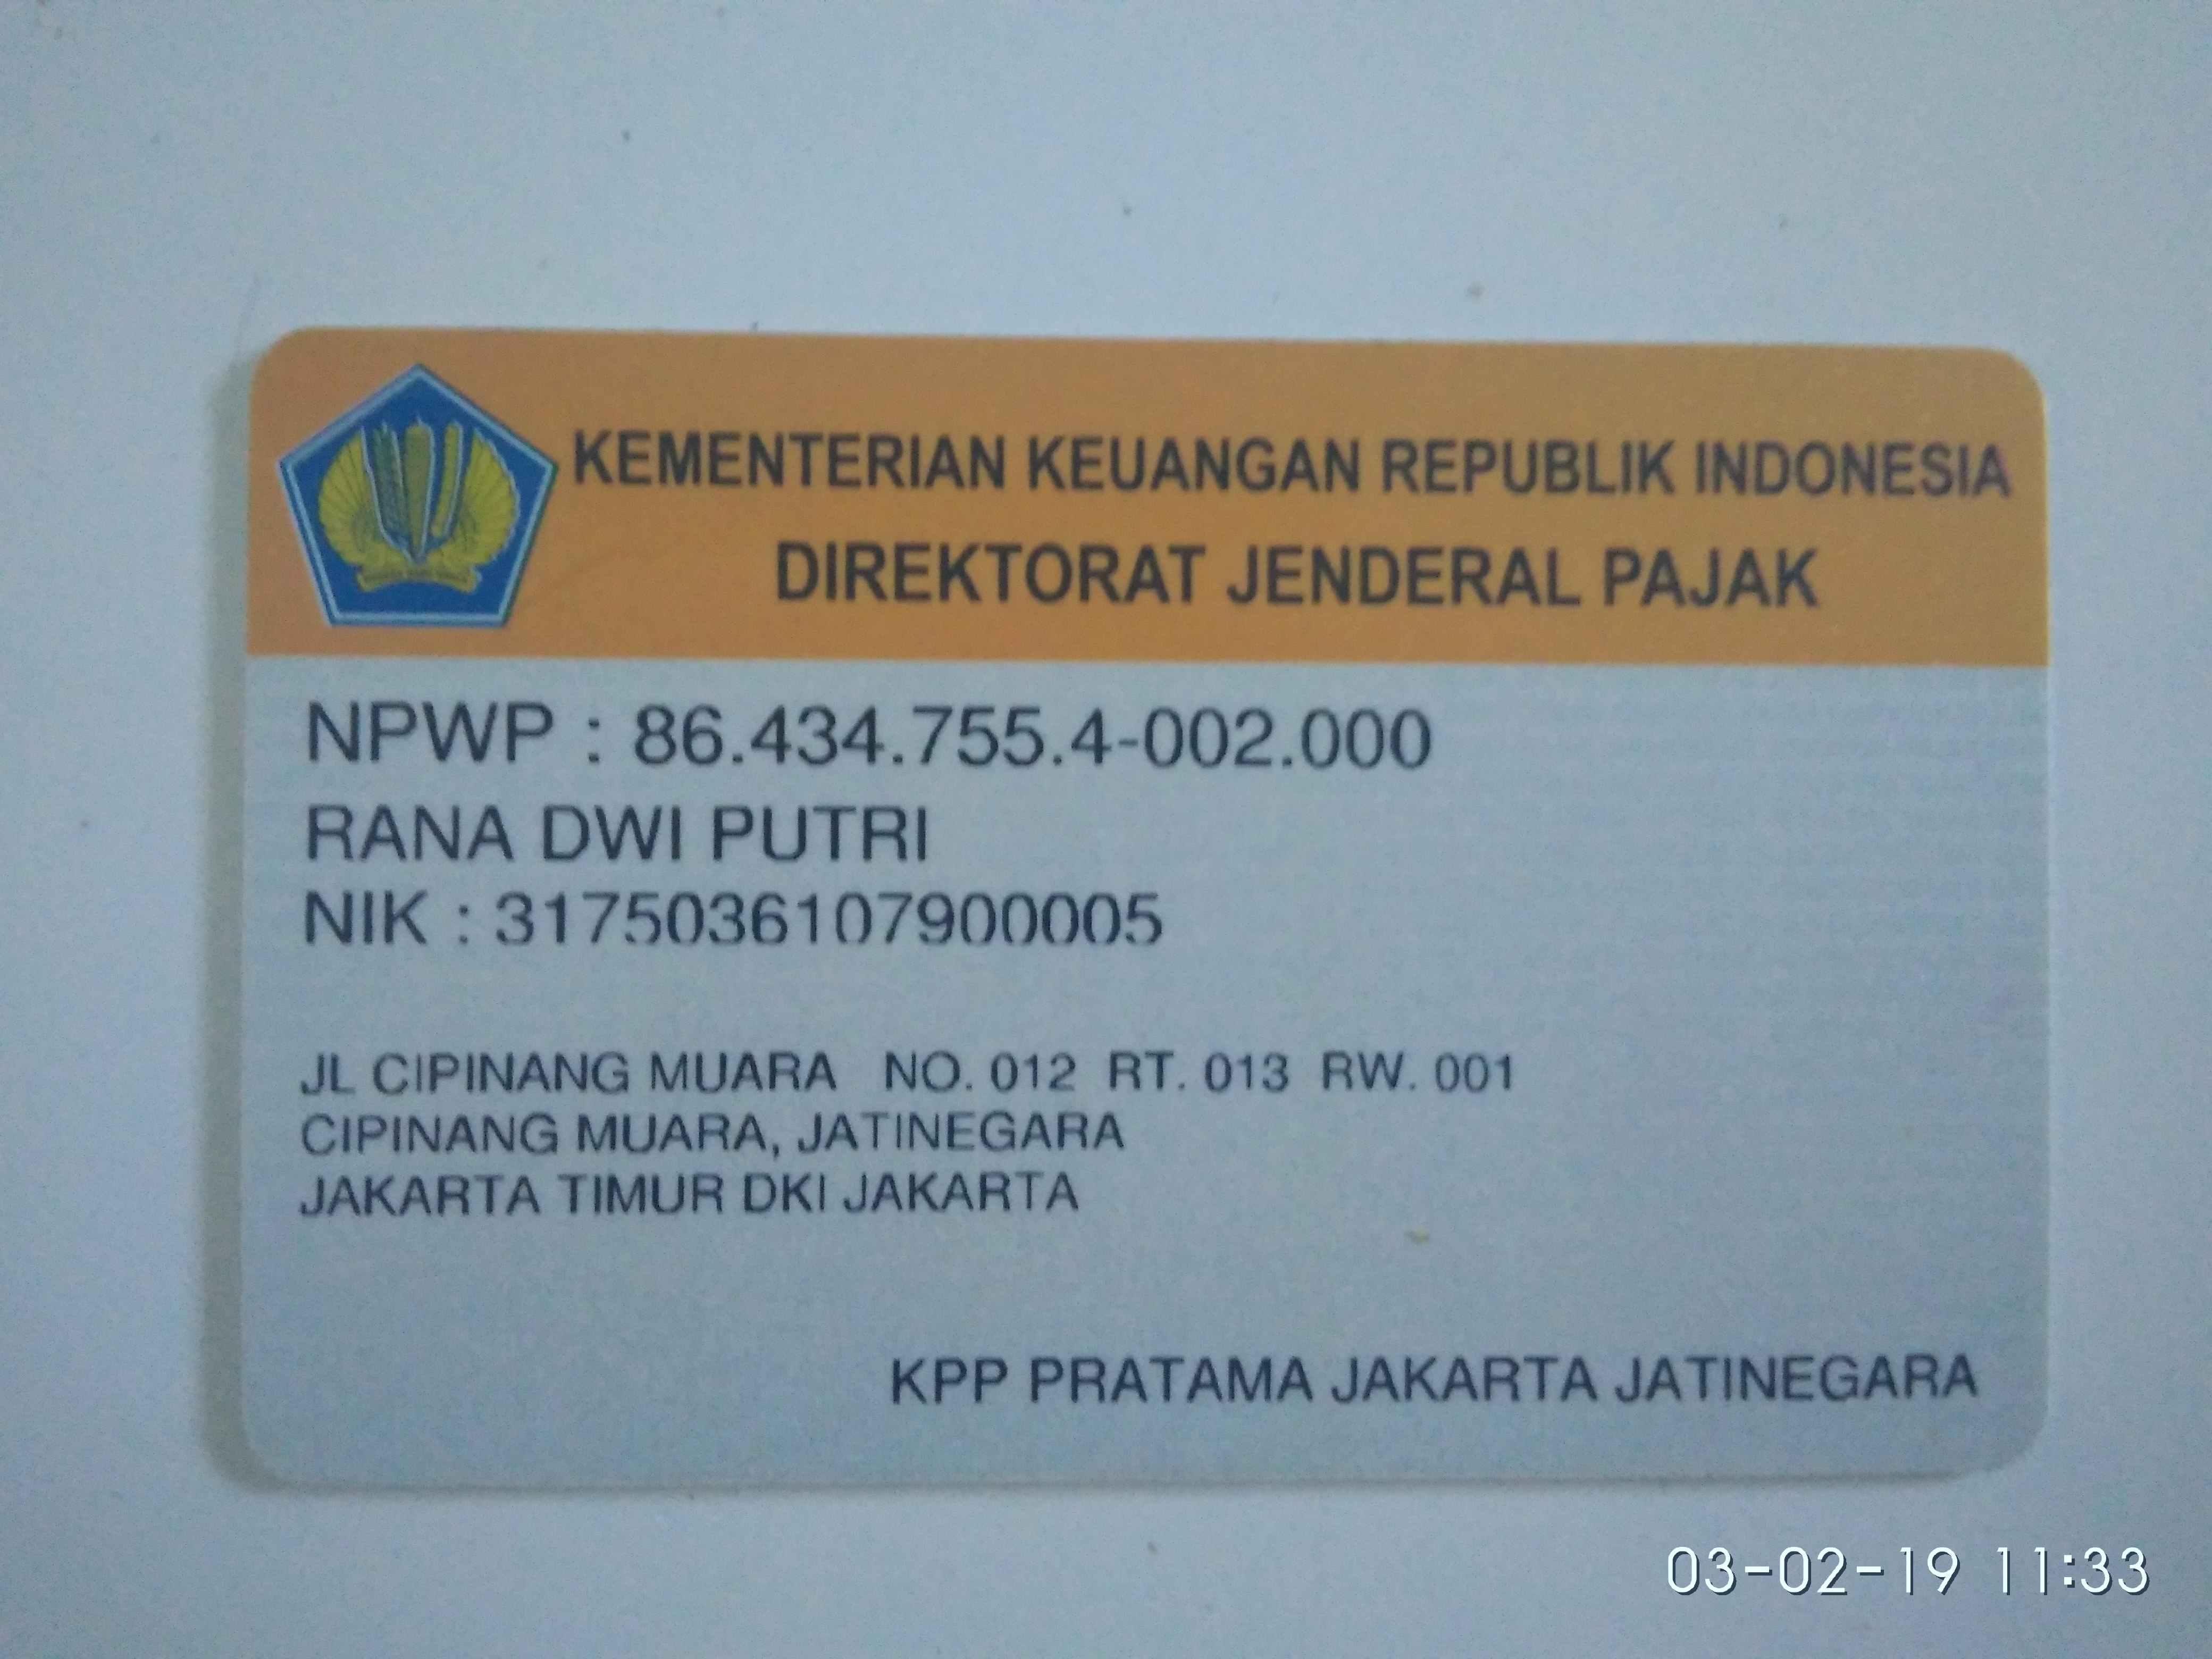 KEMENTERIAN KEUANGAN REPUBLIK INDONESIA
DIREKTORAT JENDERAL PAJAK
NPWP : 86.434.755.4-002.000
RANA DWI PUTRI
NIK : 3175036107900005
JL CIPINANG MUARA NO. 012 RT. 013 RW. 001
CIPINANG MUARA, JATINEGARA
JAKARTA TIMUR DKI JAKARTA
KPP PRATAMA JAKARTA JATINEGARA
03-02-19 11:33